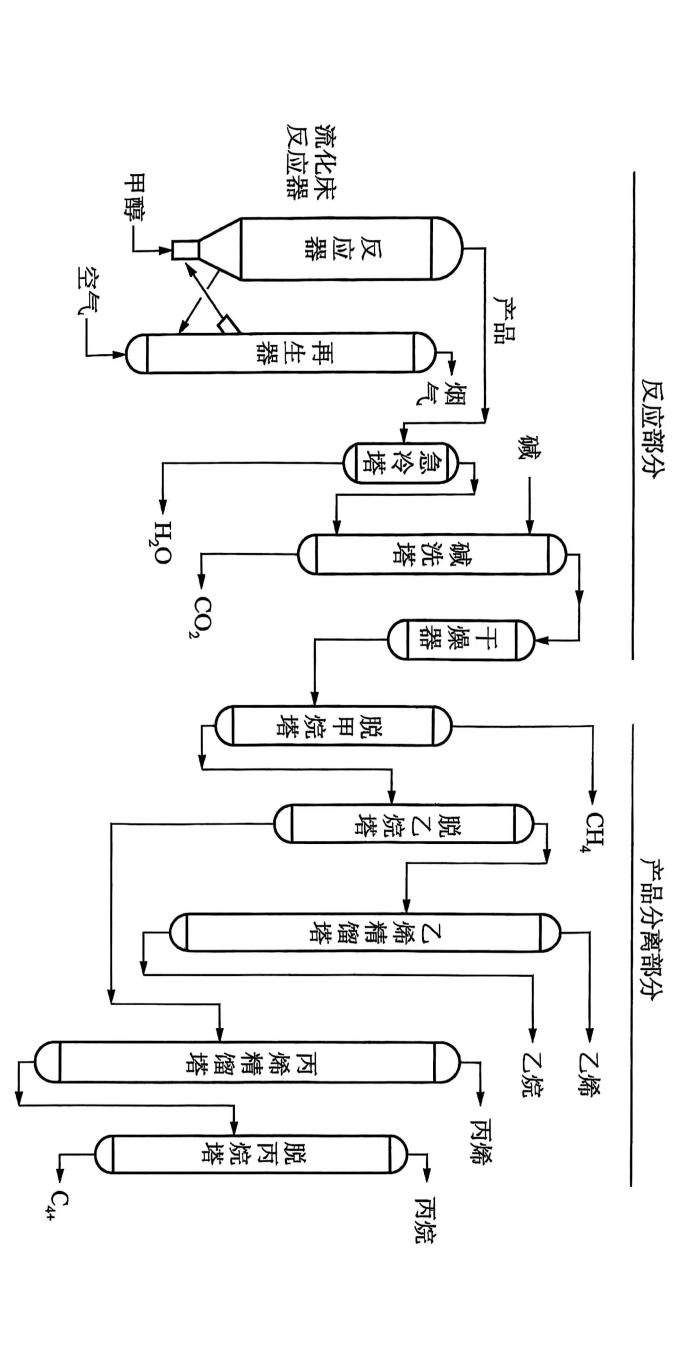 反应部分
产品分离部分
流化床
反应器
甲醇
反应器
产品
空气
再生器
烟气
急冷塔
H₂O
碱
碱洗塔
CO₂
干燥器
脱甲烷塔
CH₄
脱乙烷塔
乙烯精馏塔
乙烷
乙烯
丙烯精馏塔
丙烯
脱丙烷塔
丙烷
C₄₊